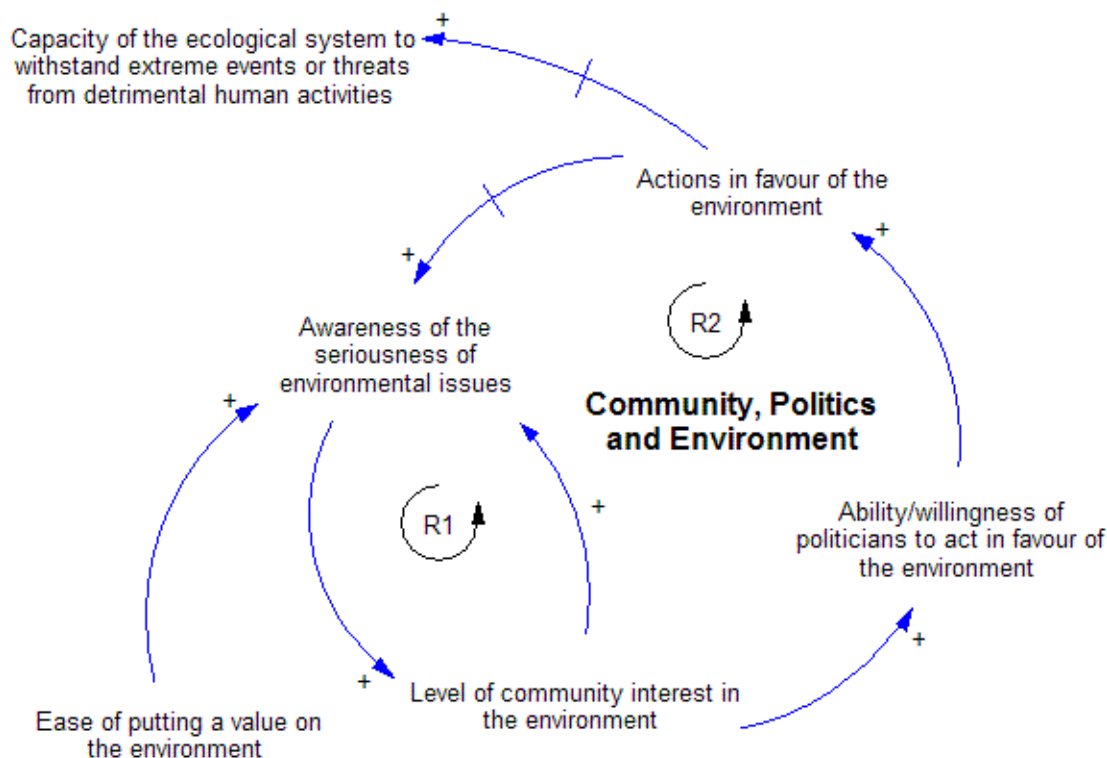 +
Capacity of the ecological system to
withstand extreme events or threats
from detrimental human activities
Actions in favour of the
environment
+
+
Awareness of the
seriousness of
environmental issues
R2
+
Community, Politics
and Environment
R1
+
Ability/willingness of
politicians to act in favour of
the environment
+
+
Level of community interest in
the environment
Ease of putting a value on
the environment